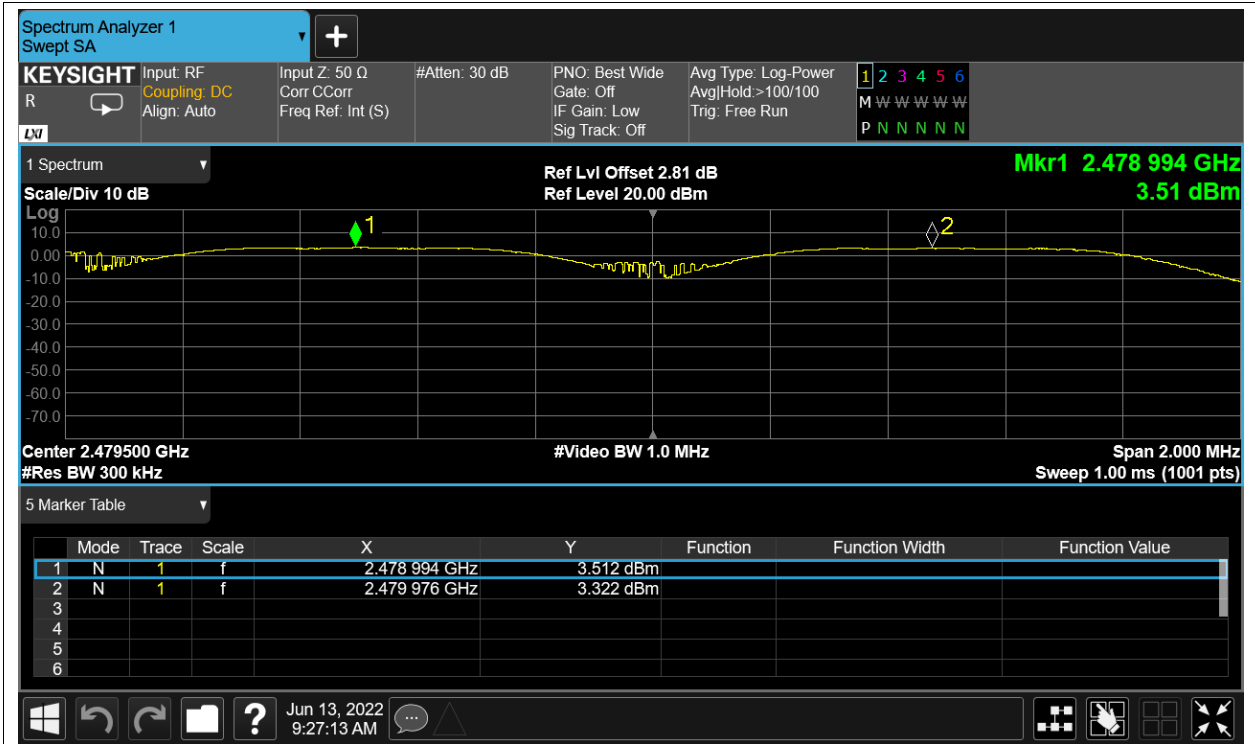 Spectrum Analyzer 1
Swept SA
+
KEYSIGHT Input: RF Input Z: 50 Ω #Atten: 30 dB PNO: Best Wide Avg Type: Log-Power 1 2 3 4 5 6
R Coupling: DC Corr CCorr Gate: Off Avg|Hold:>100/100 M W W W W W
Align: Auto Freq Ref: Int (S) IF Gain: Low Trig: Free Run
LXI Sig Track: Off P N N N N N
1 Spectrum Ref Lvl Offset 2.81 dB Mkr1 2.478 994 GHz
Scale/Div 10 dB Ref Level 20.00 dBm 3.51 dBm
Log
10.0
0.00
-10.0
-20.0
-30.0
-40.0
-50.0
-60.0
-70.0
1
2
Center 2.479500 GHz #Video BW 1.0 MHz Span 2.000 MHz
#Res BW 300 kHz Sweep 1.00 ms (1001 pts)
5 Marker Table
Mode Trace Scale X Y Function Function Width Function Value
1 N 1 f 2.478 994 GHz 3.512 dBm
2 N 1 f 2.479 976 GHz 3.322 dBm
3
4
5
6
? Jun 13, 2022
9:27:13 AM